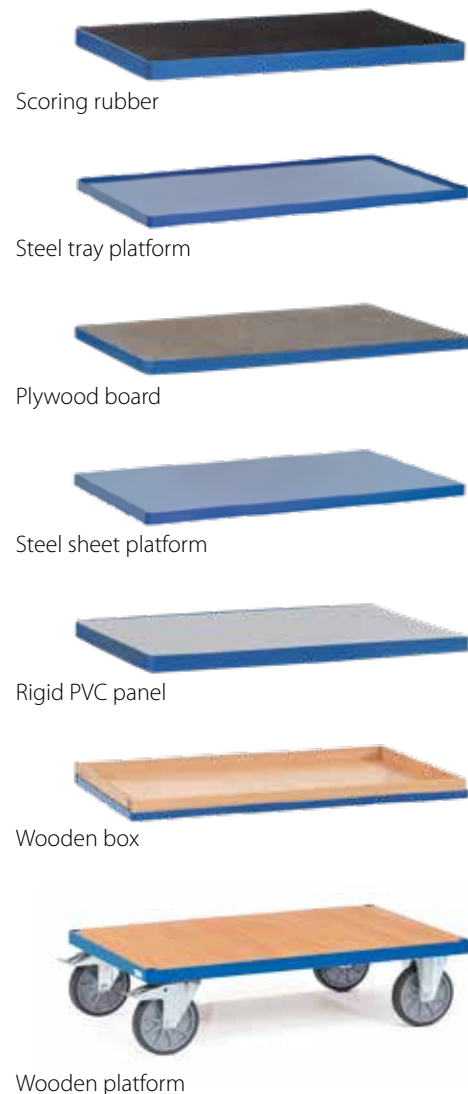 Scoring rubber
Steel tray platform
Plywood board
Steel sheet platform
Rigid PVC panel
Wooden box
Wooden platform